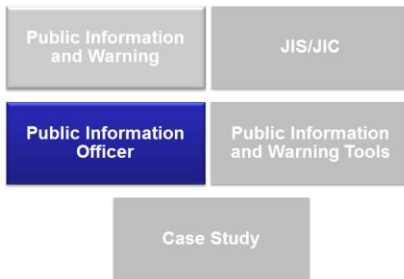 Public Information
and Warning
JIS/JIC
Public Information
Officer
Public Information
and Warning Tools
Case Study